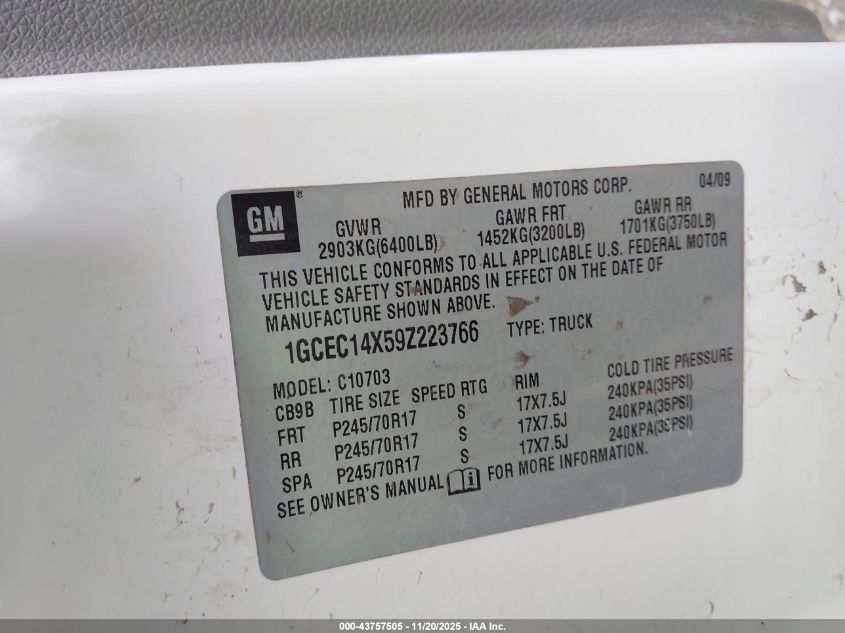 GM® MFD BY GENERAL MOTORS CORP. 04/09
GVWR GAWR FRT GAWR RR
2903KG(6400LB) 1452KG(3200LB) 1701KG(3750LB)
THIS VEHICLE CONFORMS TO ALL APPLICABLE U.S. FEDERAL MOTOR
VEHICLE SAFETY STANDARDS IN EFFECT ON THE DATE OF
MANUFACTURE SHOWN ABOVE.
1GCEC14X59Z223766 TYPE: TRUCK
MODEL: C10703
CB9B TIRE SIZE SPEED RTG RIM COLD TIRE PRESSURE
FRT P245/70R17 S 17X7.5J 240KPA(35PSI)
RR P245/70R17 S 17X7.5J 240KPA(35PSI)
SPA P245/70R17 S 17X7.5J 240KPA(35PSI)
SEE OWNER'S MANUAL FOR MORE INFORMATION.
000-43757505 - 11/20/2025 - IAA Inc.